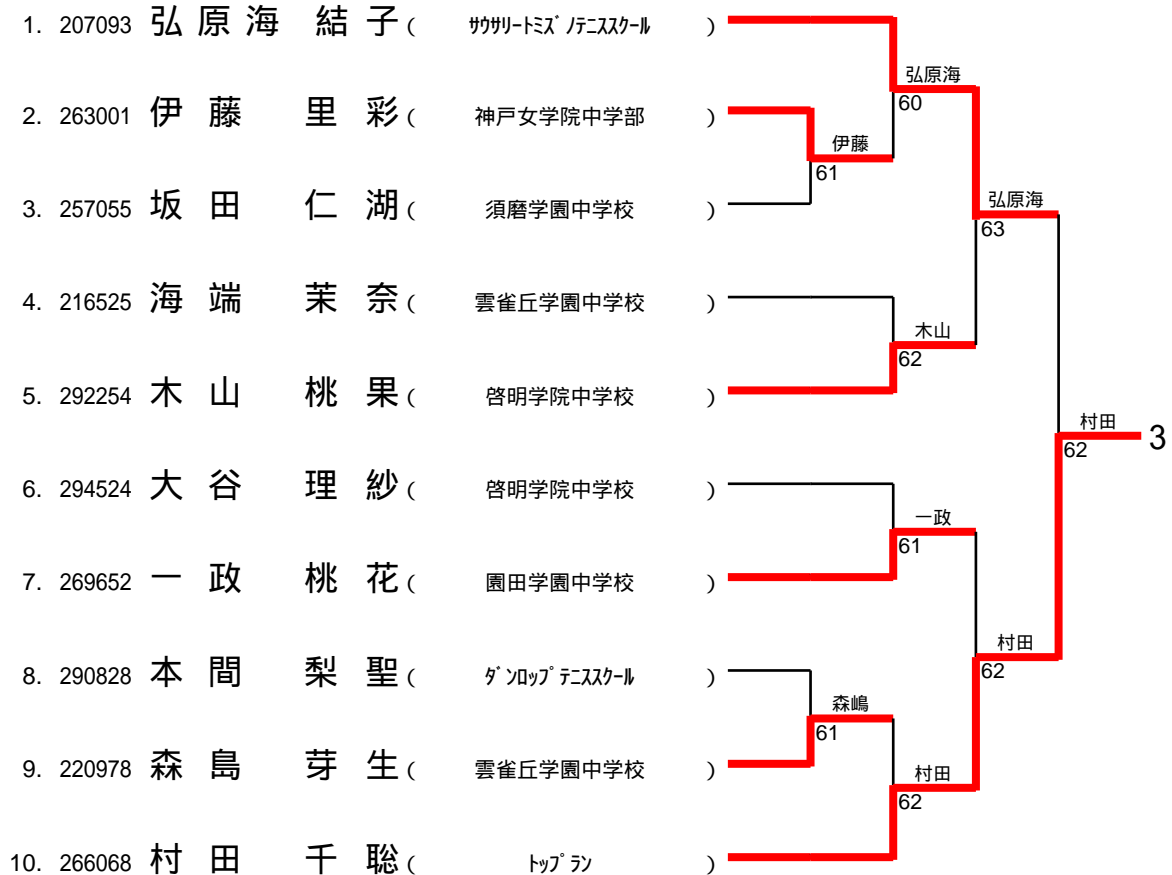 1. 207093 弘原海 結子( サウサリートミズノテニススクール )
弘原海
60
2. 263001 伊藤 里彩( 神戸女学院中学部 )
伊藤
61
3. 257055 坂田 仁湖( 須磨学園中学校 )
弘原海
63
4. 216525 海端 茉奈( 雲雀丘学園中学校 )
木山
62
5. 292254 木山 桃果( 啓明学院中学校 )
村田
3
62
6. 294524 大谷 理紗( 啓明学院中学校 )
一政
61
7. 269652 一政 桃花( 園田学園中学校 )
村田
62
8. 290828 本間 梨聖( ダンロップテニススクール )
森嶋
61
9. 220978 森島 芽生( 雲雀丘学園中学校 )
村田
62
10. 266068 村田 千聡( トップラン )